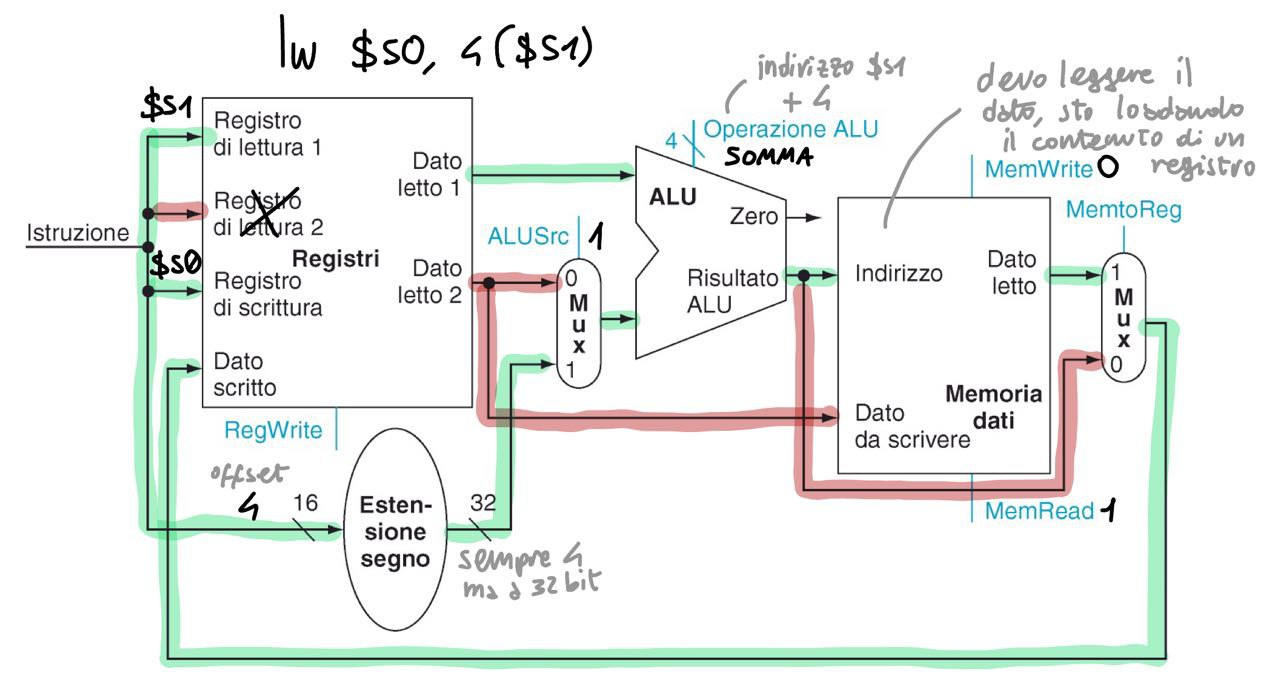 lw $s0, 4($s1)
indirizzo $s1
+ 4
devo leggere il
dato, sto loadando
il contenuto di un
registro
$s1
Registro
di lettura 1
Dato
letto 1
4
Operazione ALU
SOMMA
MemWrite 0
MemtoReg
Registro
di lettura 2
ALU
Zero
Istruzione
ALUSrc 1
$s0
Registri
Registro
di scrittura
Dato
letto 2
0
Mux
1
Risultato
ALU
Indirizzo
Dato
letto
1
Mux
0
Dato
scritto
Memoria
dati
Dato
da scrivere
RegWrite
offset
4
16
Esten-
sione
segno
32
sempre 4
ma a 32 bit
MemRead 1